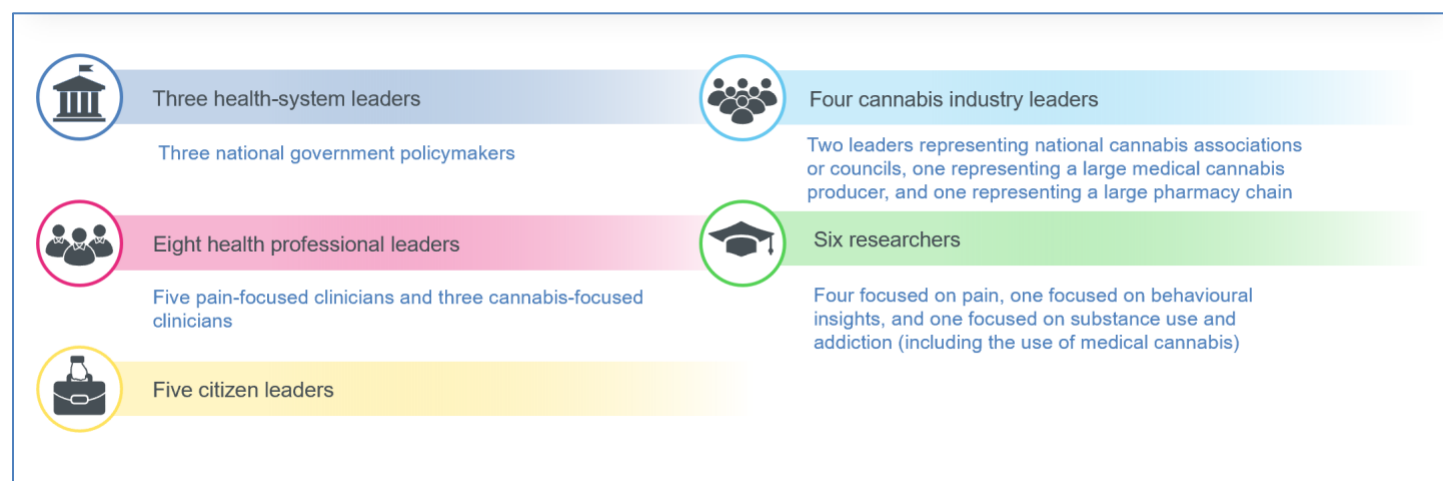 Three health-system leaders
Three national government policymakers
Eight health professional leaders
Five pain-focused clinicians and three cannabis-focused
clinicians
Five citizen leaders
Four cannabis industry leaders
Two leaders representing national cannabis associations
or councils, one representing a large medical cannabis
producer, and one representing a large pharmacy chain
Six researchers
Four focused on pain, one focused on behavioural
insights, and one focused on substance use and
addiction (including the use of medical cannabis)